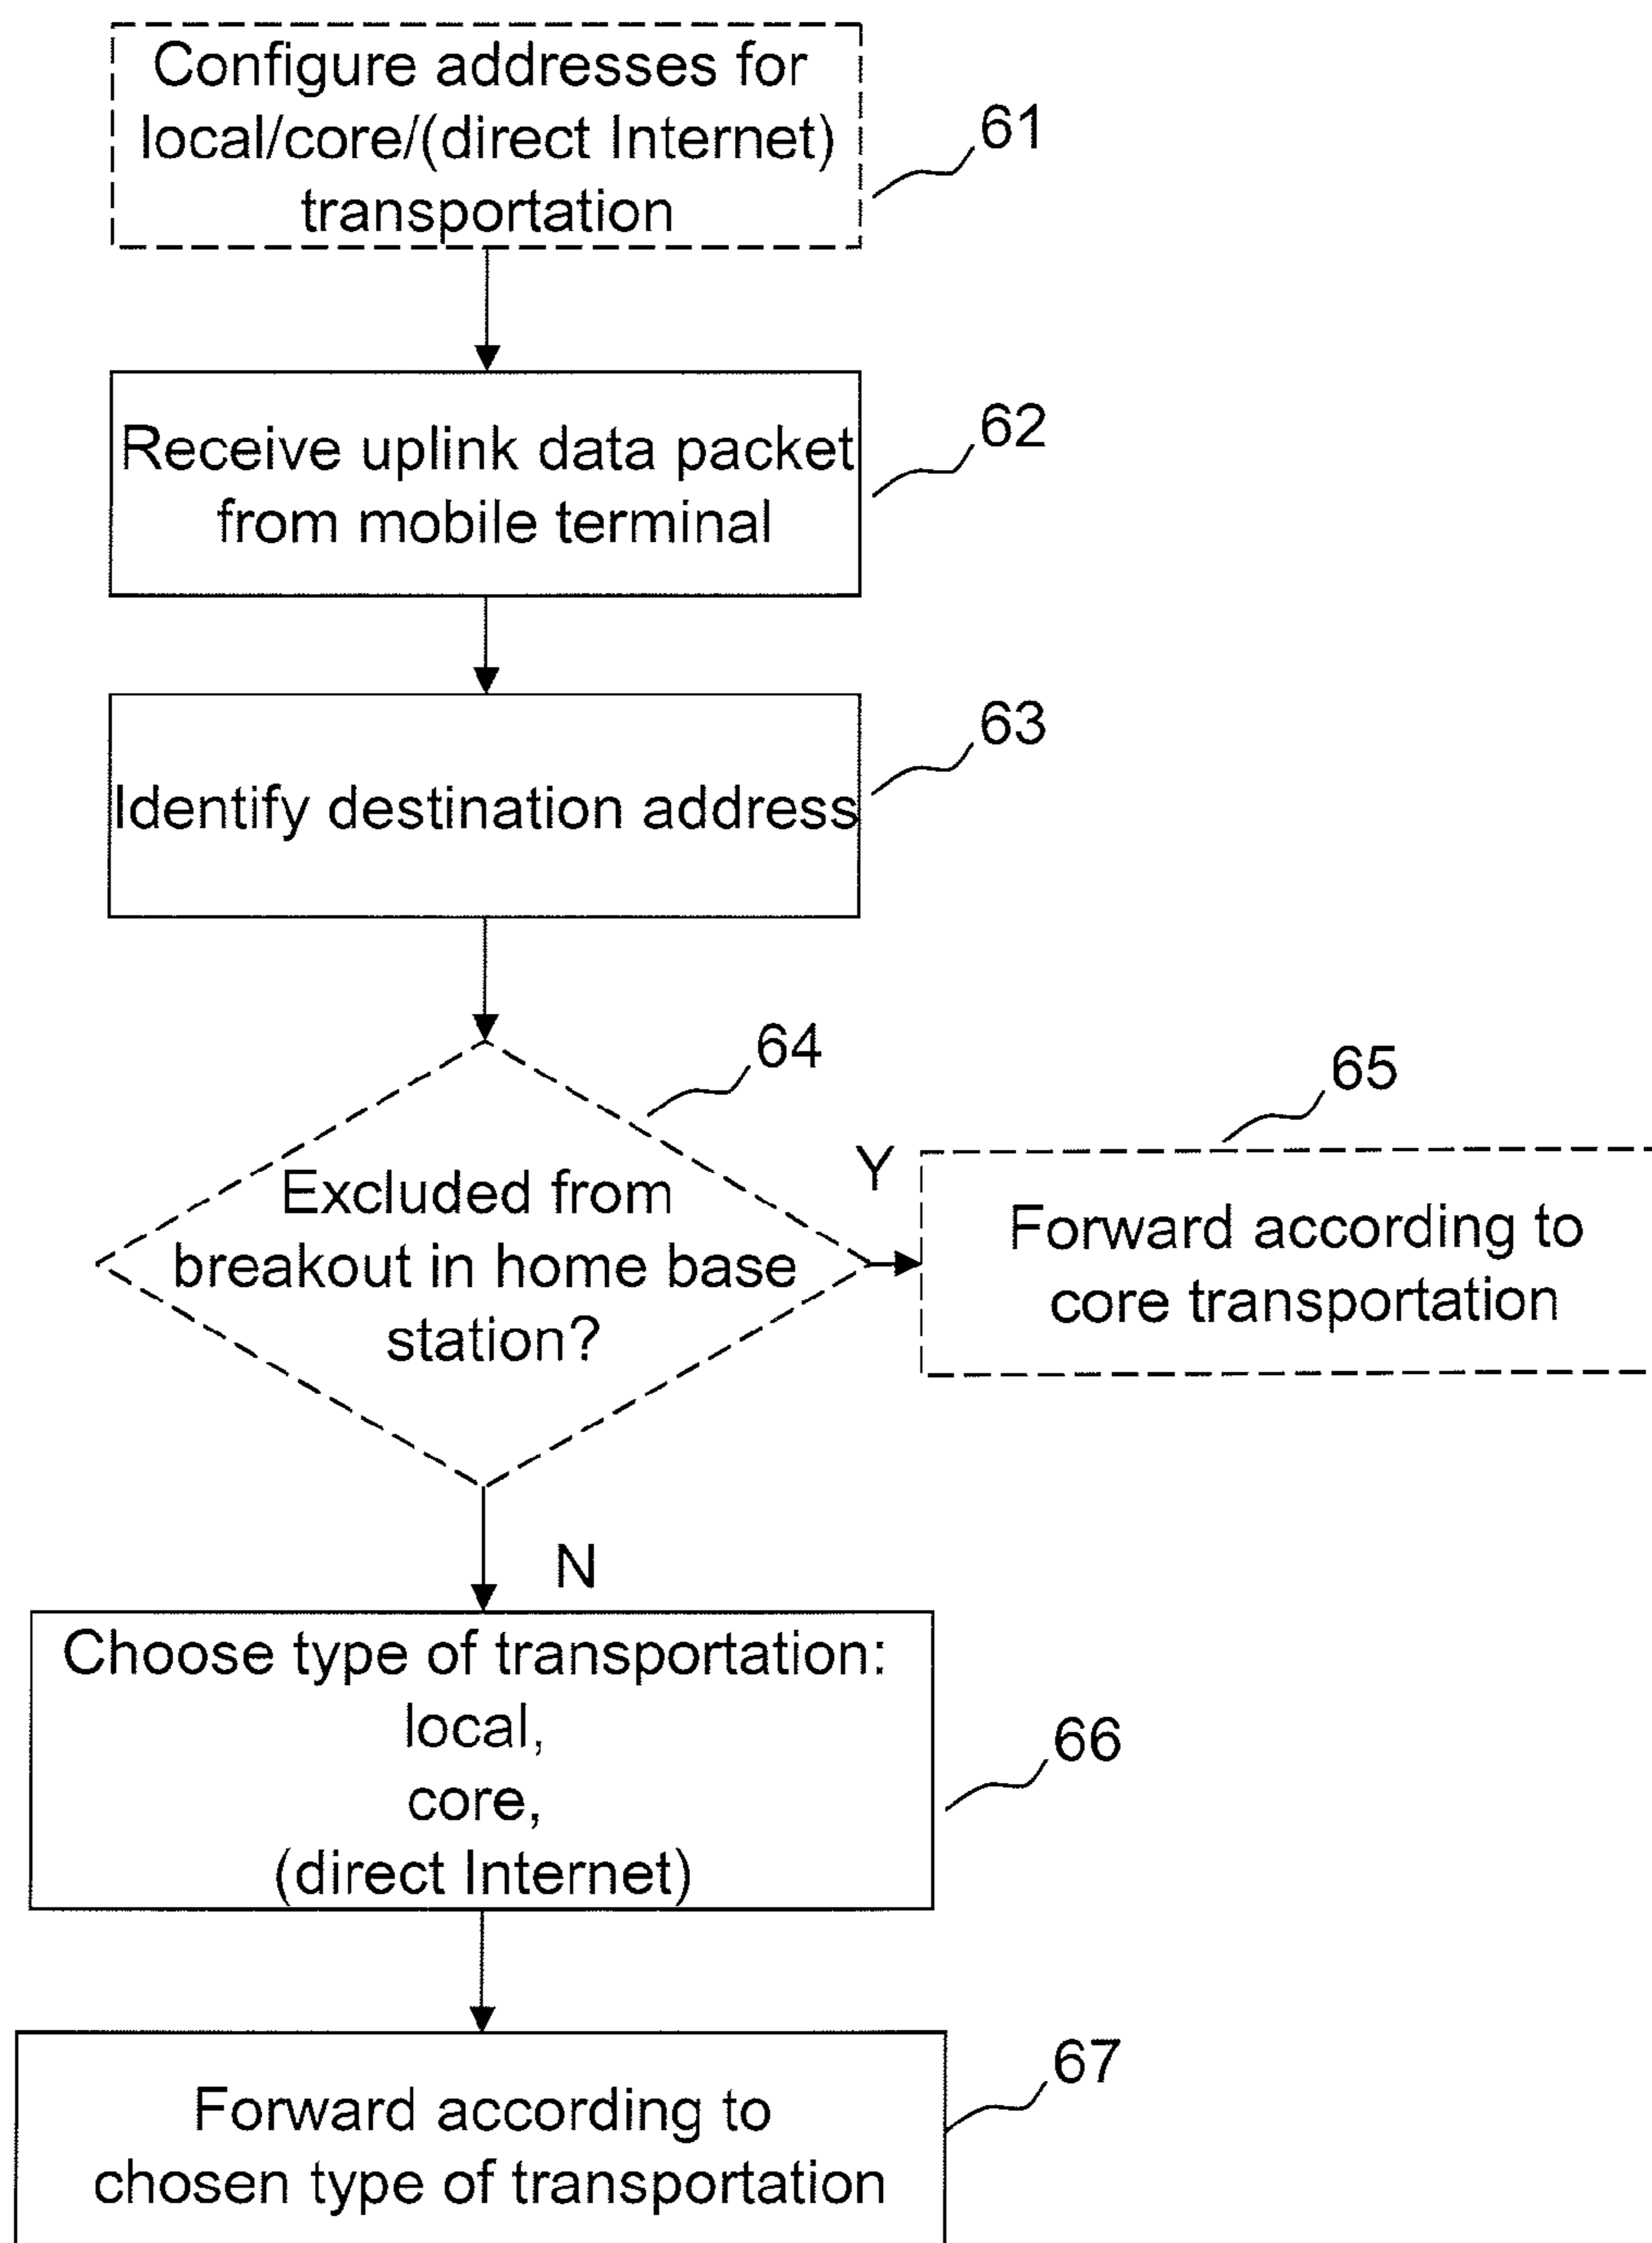 Configure addresses for
local/core/(direct Internet)
transportation
61
Receive uplink data packet
from mobile terminal
62
Identify destination address
63
64
Excluded from
breakout in home base
station?
Y
65
Forward according to
core transportation
N
Choose type of transportation:
local,
core,
(direct Internet)
66
Forward according to
chosen type of transportation
67